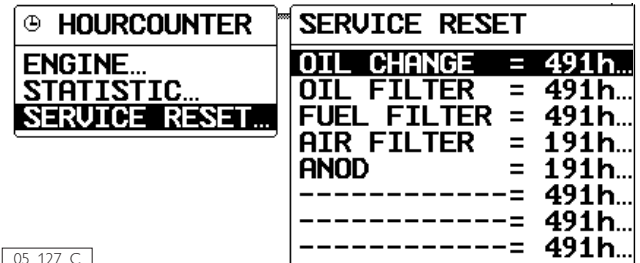 HOURCOUNTER
ENGINE…
STATISTIC…
SERVICE RESET…
SERVICE RESET
OIL CHANGE = 491h…
OIL FILTER = 491h…
FUEL FILTER = 491h…
AIR FILTER = 191h…
ANOD = 191h…
------------= 491h…
------------= 491h…
------------= 491h…
05_127_C